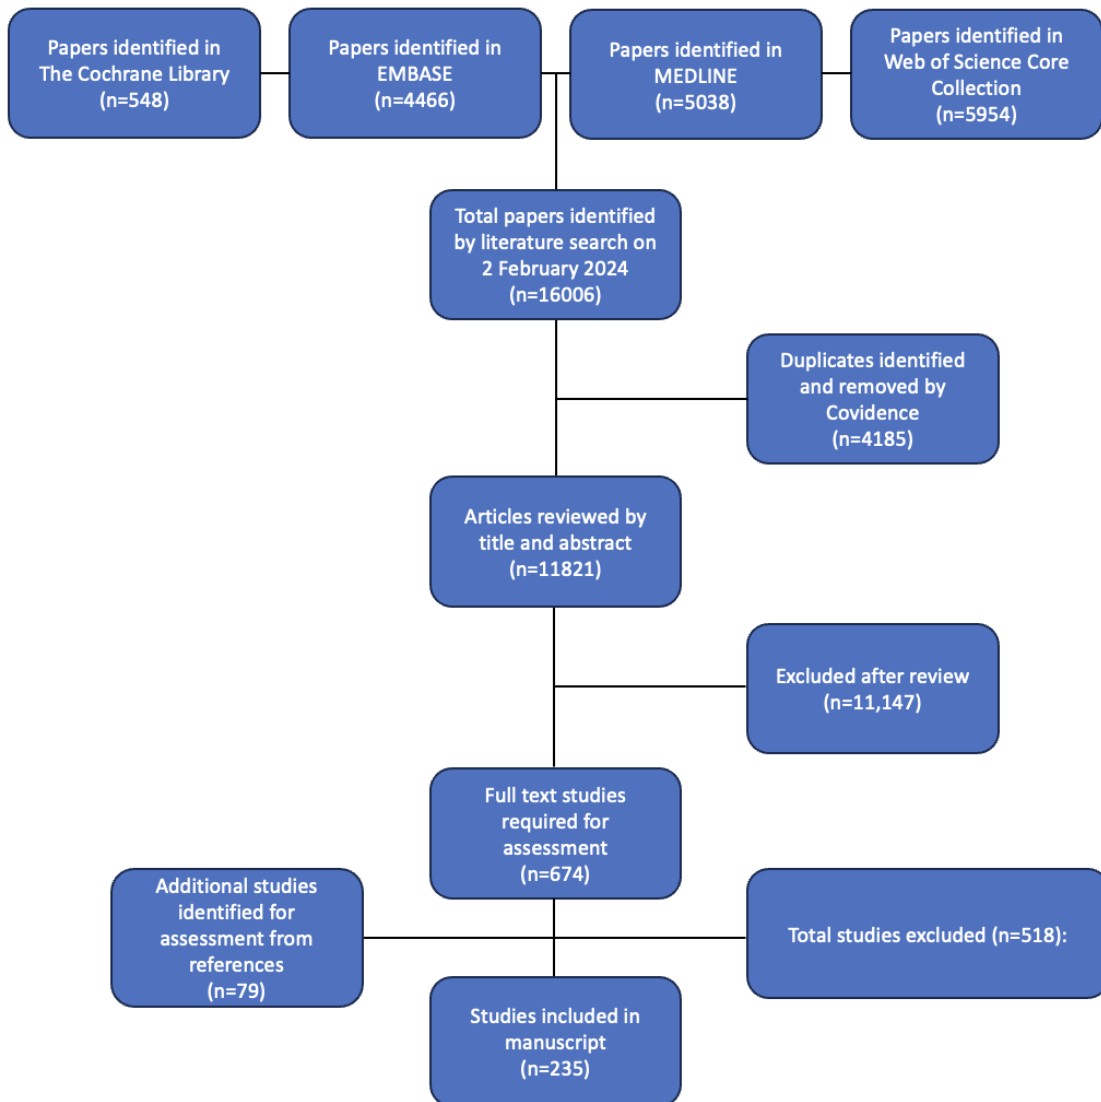 Papers identified in
The Cochrane Library
(n=548)
Papers identified in
EMBASE
(n=4466)
Papers identified in
MEDLINE
(n=5038)
Papers identified in
Web of Science Core
Collection
(n=5954)
Total papers identified
by literature search on
2 February 2024
(n=16006)
Duplicates identified
and removed by
Covidence
(n=4185)
Articles reviewed by
title and abstract
(n=11821)
Excluded after review
(n=11,147)
Full text studies
required for
assessment
(n=674)
Additional studies
identified for
assessment from
references
(n=79)
Total studies excluded (n=518):
Studies included in
manuscript
(n=235)